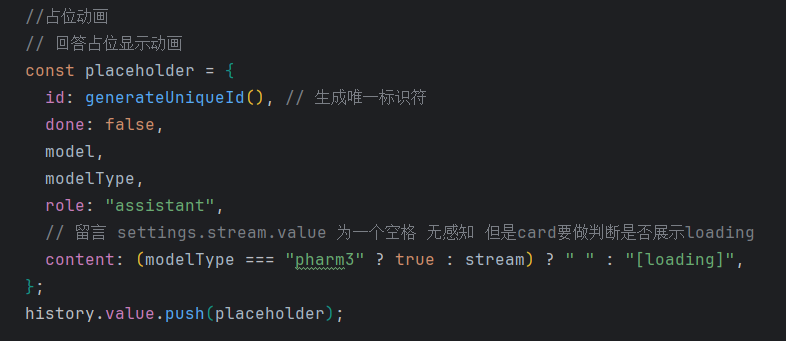 //占位动画
// 回答占位显示动画
const placeholder = {
  id: generateUniqueId(), // 生成唯一标识符
  done: false,
  model,
  modelType,
  role: "assistant",
  // 留言 settings.stream.value 为一个空格 无感知 但是card要做判断是否展示loading
  content: (modelType === "pharm3" ? true : stream) ? " " : "[loading]",
};
history.value.push(placeholder);